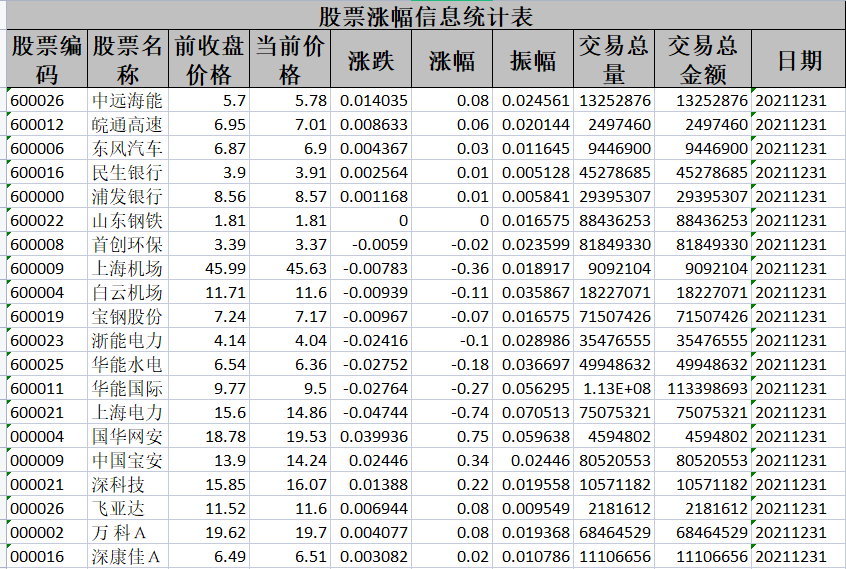 股票涨幅信息统计表
股票编码 股票名称 前收盘价格 当前价格 涨跌 涨幅 振幅 交易总量 交易总金额 日期
600026 中远海能 5.7 5.78 0.014035 0.08 0.024561 13252876 13252876 20211231
600012 皖通高速 6.95 7.01 0.008633 0.06 0.020144 2497460 2497460 20211231
600006 东风汽车 6.87 6.9 0.004367 0.03 0.011645 9446900 9446900 20211231
600016 民生银行 3.9 3.91 0.002564 0.01 0.005128 45278685 45278685 20211231
600000 浦发银行 8.56 8.57 0.001168 0.01 0.005841 29395307 29395307 20211231
600022 山东钢铁 1.81 1.81 0 0 0.016575 88436253 88436253 20211231
600008 首创环保 3.39 3.37 -0.0059 -0.02 0.023599 81849330 81849330 20211231
600009 上海机场 45.99 45.63 -0.00783 -0.36 0.018917 9092104 9092104 20211231
600004 白云机场 11.71 11.6 -0.00939 -0.11 0.035867 18227071 18227071 20211231
600019 宝钢股份 7.24 7.17 -0.00967 -0.07 0.016575 71507426 71507426 20211231
600023 浙能电力 4.14 4.04 -0.02416 -0.1 0.028986 35476555 35476555 20211231
600025 华能水电 6.54 6.36 -0.02752 -0.18 0.036697 49948632 49948632 20211231
600011 华能国际 9.77 9.5 -0.02764 -0.27 0.056295 1.13E+08 113398693 20211231
600021 上海电力 15.6 14.86 -0.04744 -0.74 0.070513 75075321 75075321 20211231
000004 国华网安 18.78 19.53 0.039936 0.75 0.059638 4594802 4594802 20211231
000009 中国宝安 13.9 14.24 0.02446 0.34 0.02446 80520553 80520553 20211231
000021 深科技 15.85 16.07 0.01388 0.22 0.019558 10571182 10571182 20211231
000026 飞亚达 11.52 11.6 0.006944 0.08 0.009549 2181612 2181612 20211231
000002 万 科Ａ 19.62 19.7 0.004077 0.08 0.019368 68464529 68464529 20211231
000016 深康佳Ａ 6.49 6.51 0.003082 0.02 0.010786 11106656 11106656 20211231